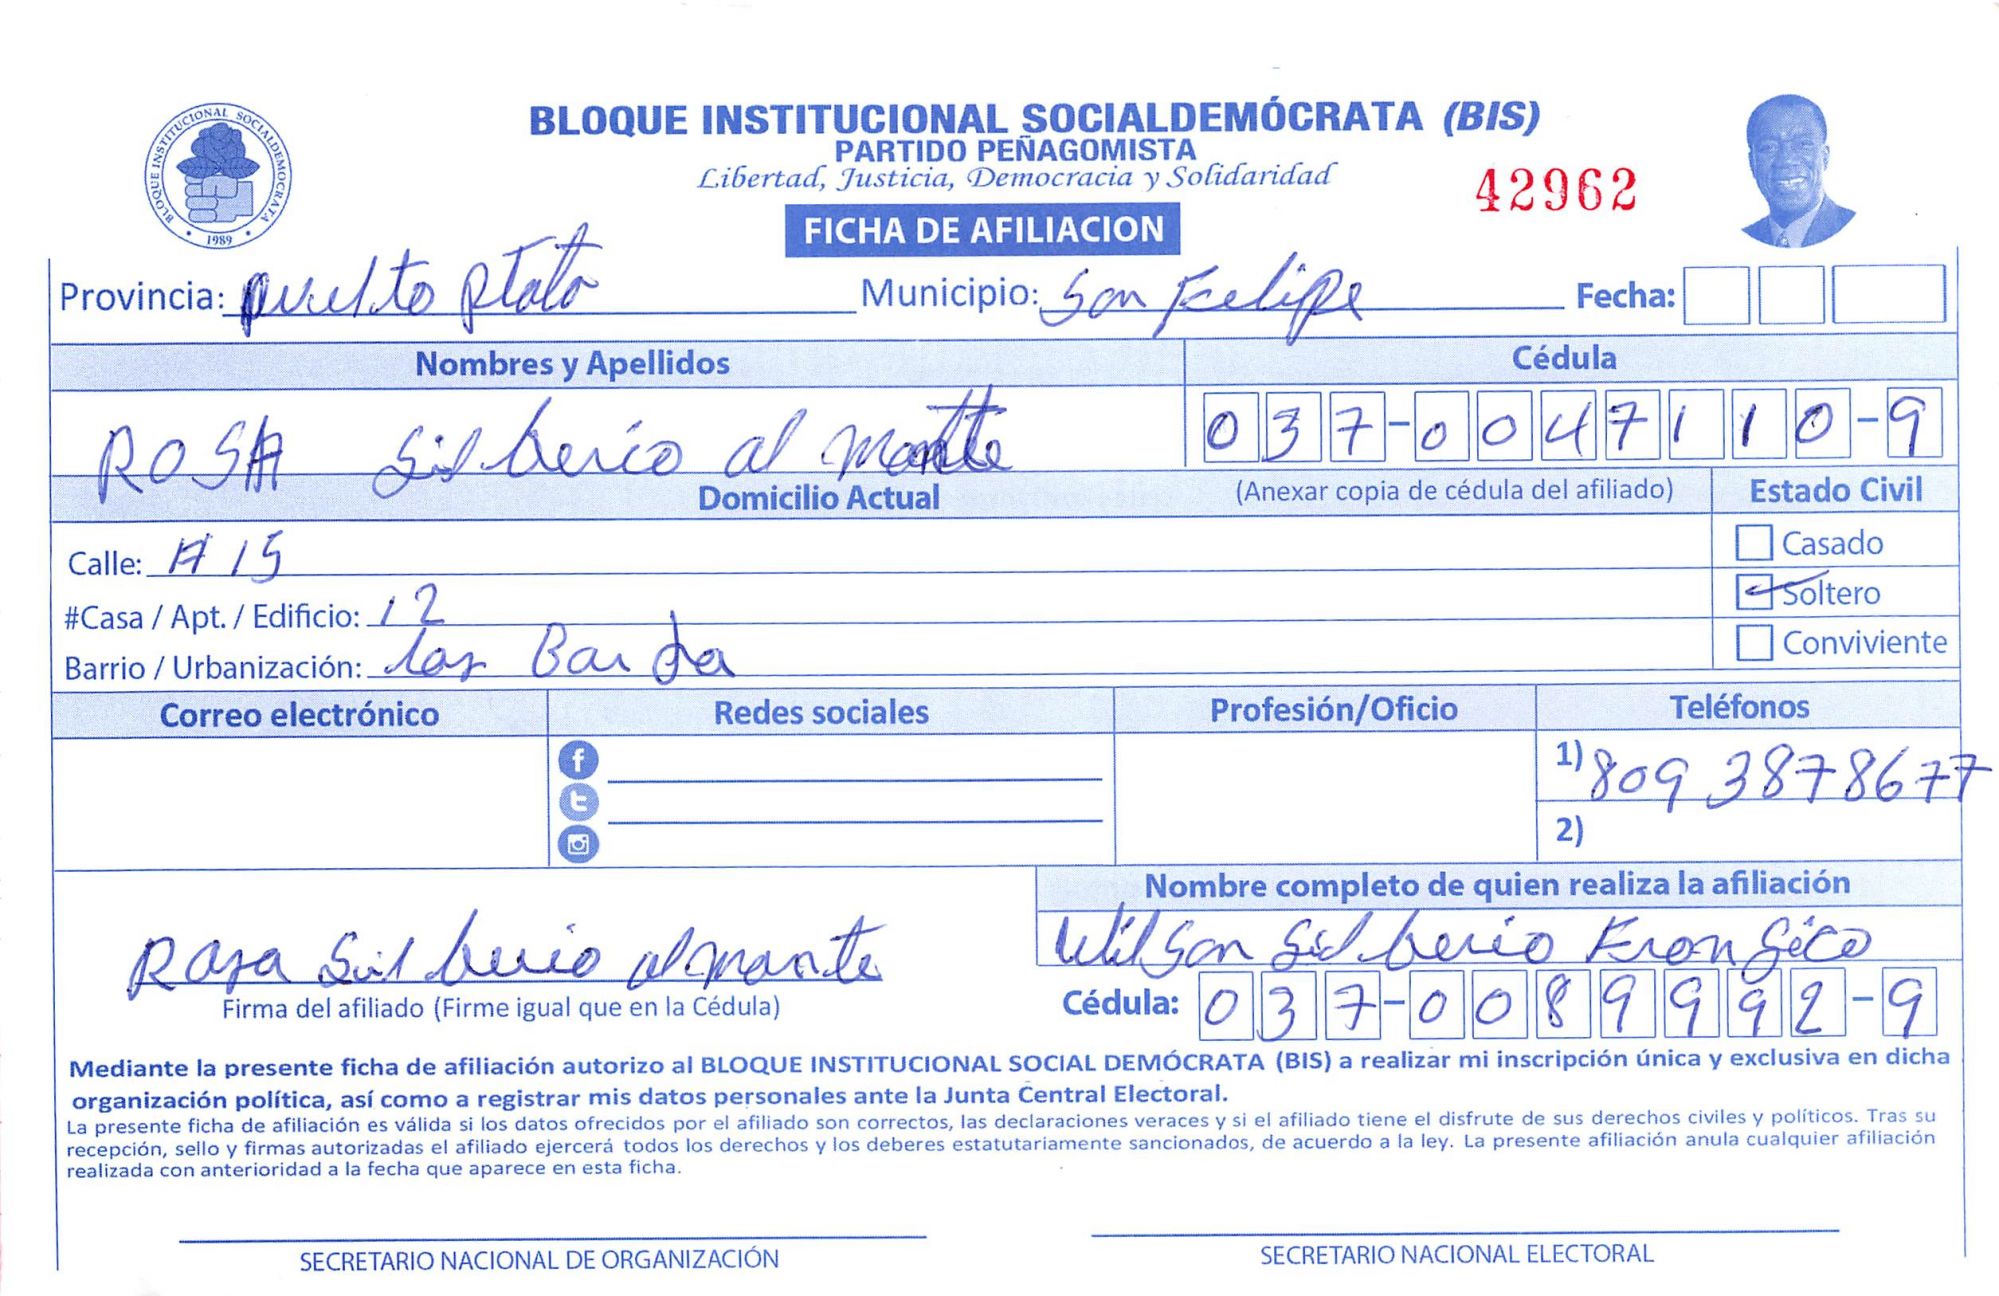 BLOQUE INSTITUCIONAL SOCIALDEMOCRATA
1989
BLOQUE INSTITUCIONAL SOCIALDEMÓCRATA (BIS)
PARTIDO PEÑAGOMISTA
Libertad, Justicia, Democracia y Solidaridad
42962
FICHA DE AFILIACION
Provincia: puelto plata Municipio: San Felipe Fecha:
Nombres y Apellidos Cédula
ROSA Silberio al mante 037-0047110-9
Domicilio Actual (Anexar copia de cédula del afiliado) Estado Civil
Calle: # 15 Casado
#Casa / Apt. / Edificio: 12 Soltero
Barrio / Urbanización: las Conviviente
Correo electrónico Redes sociales Profesión/Oficio Teléfonos
1) 809 3878677
2)
Nombre completo de quien realiza la afiliación
Wilson Silberio
Rosa Silberio almante
Firma del afiliado (Firme igual que en la Cédula) Cédula: 037-0089992-9
Mediante la presente ficha de afiliación autorizo al BLOQUE INSTITUCIONAL SOCIAL DEMÓCRATA (BIS) a realizar mi inscripción única y exclusiva en dicha
organización política, así como a registrar mis datos personales ante la Junta Central Electoral.
La presente ficha de afiliación es válida si los datos ofrecidos por el afiliado son correctos, las declaraciones veraces y si el afiliado tiene el disfrute de sus derechos civiles y políticos. Tras su
recepción, sello y firmas autorizadas el afiliado ejercerá todos los derechos y los deberes estatutariamente sancionados, de acuerdo a la ley. La presente afiliación anula cualquier afiliación
realizada con anterioridad a la fecha que aparece en esta ficha.
SECRETARIO NACIONAL DE ORGANIZACIÓN SECRETARIO NACIONAL ELECTORAL